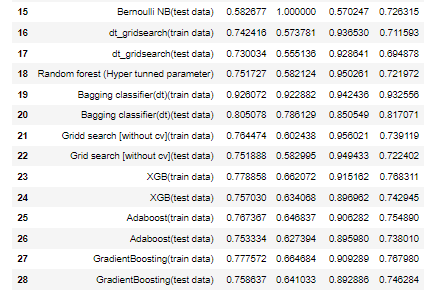 15 Bernoulli NB(test data) 0.582677 1.000000 0.570247 0.726315
16 dt_gridsearch(train data) 0.742416 0.573781 0.936530 0.711593
17 dt_gridsearch(test data) 0.730034 0.555136 0.928641 0.694878
18 Random forest (Hyper tunned parameter) 0.751727 0.582124 0.950261 0.721972
19 Bagging classifier(dt)(train data) 0.926072 0.922882 0.942436 0.932556
20 Bagging classifier(dt)(test data) 0.805078 0.786129 0.850549 0.817071
21 Gridd search [without cv](train data) 0.764474 0.602438 0.956021 0.739119
22 Grid search [without cv](test data) 0.751888 0.582995 0.949433 0.722402
23 XGB(train data) 0.778858 0.662072 0.915162 0.768311
24 XGB(test data) 0.757030 0.634068 0.896962 0.742945
25 Adaboost(train data) 0.767367 0.646837 0.906282 0.754890
26 Adaboost(test data) 0.753334 0.627394 0.895980 0.738010
27 GradientBoosting(train data) 0.777572 0.664684 0.909289 0.767980
28 GradientBoosting(test data) 0.758637 0.641033 0.892886 0.746284